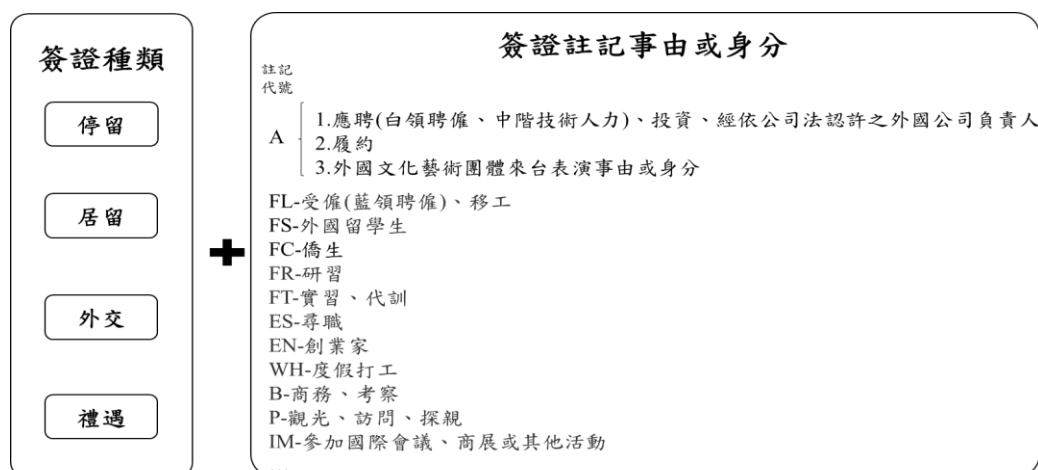 簽證種類
停留
居留
外交
禮遇
簽證註記事由或身分
註記
代號
A
1.應聘(白領聘僱、中階技術人力)、投資、經依公司法認許之外國公司負責人
2.履約
3.外國文化藝術團體來台表演事由或身分
FL-受僱(藍領聘僱)、移工
FS-外國留學生
FC-僑生
FR-研習
FT-實習、代訓
ES-尋職
EN-創業家
WH-度假打工
B-商務、考察
P-觀光、訪問、探親
IM-參加國際會議、商展或其他活動
…